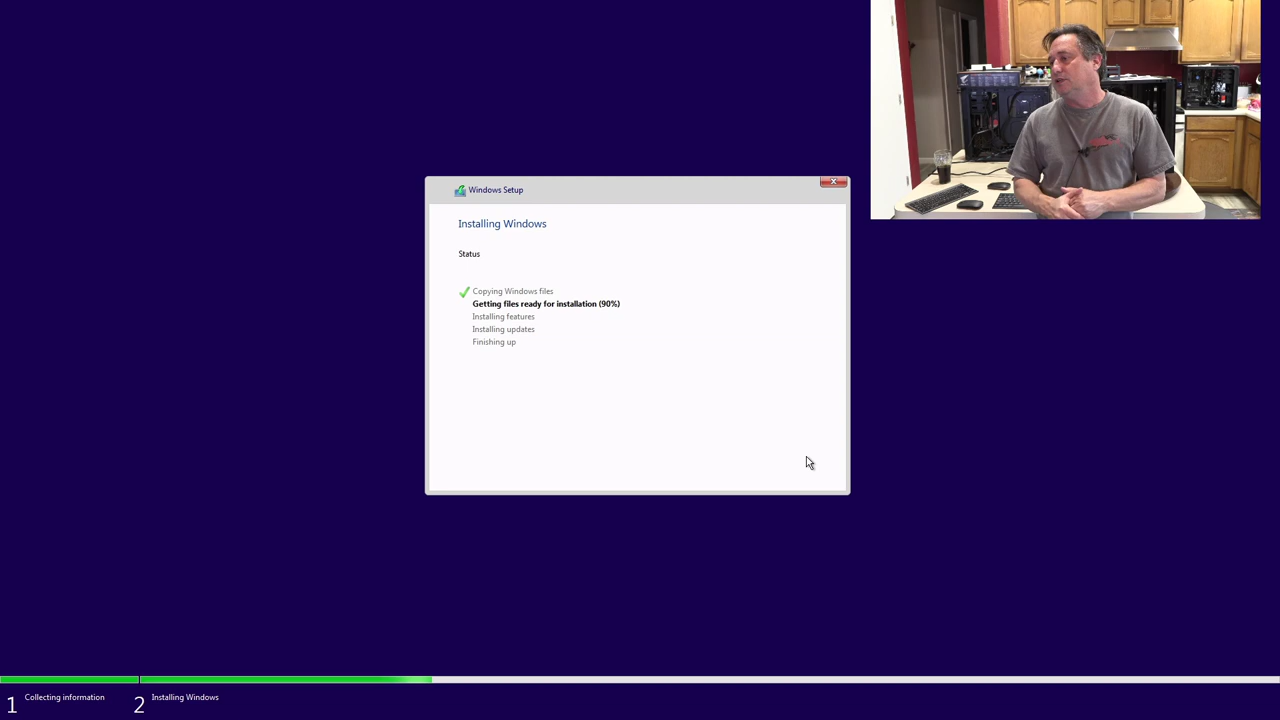 Windows Setup
Installing Windows
Status
Copying Windows files
Getting files ready for installation (90%)
Installing features
Installing updates
Finishing up
1 Collecting information
2 Installing Windows